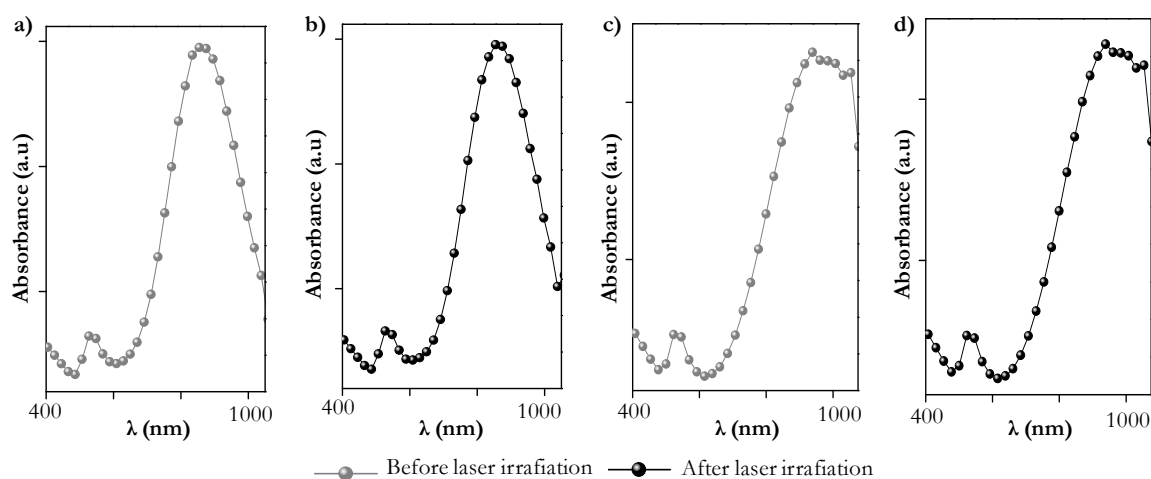 a)
b)
c)
d)
Absorbance (a.u)
Absorbance (a.u)
Absorbance (a.u)
Absorbance (a.u)
400 1000
400 1000
400 1000
400 1000
λ (nm)
λ (nm)
λ (nm)
λ (nm)
Before laser irrafiation After laser irrafiation